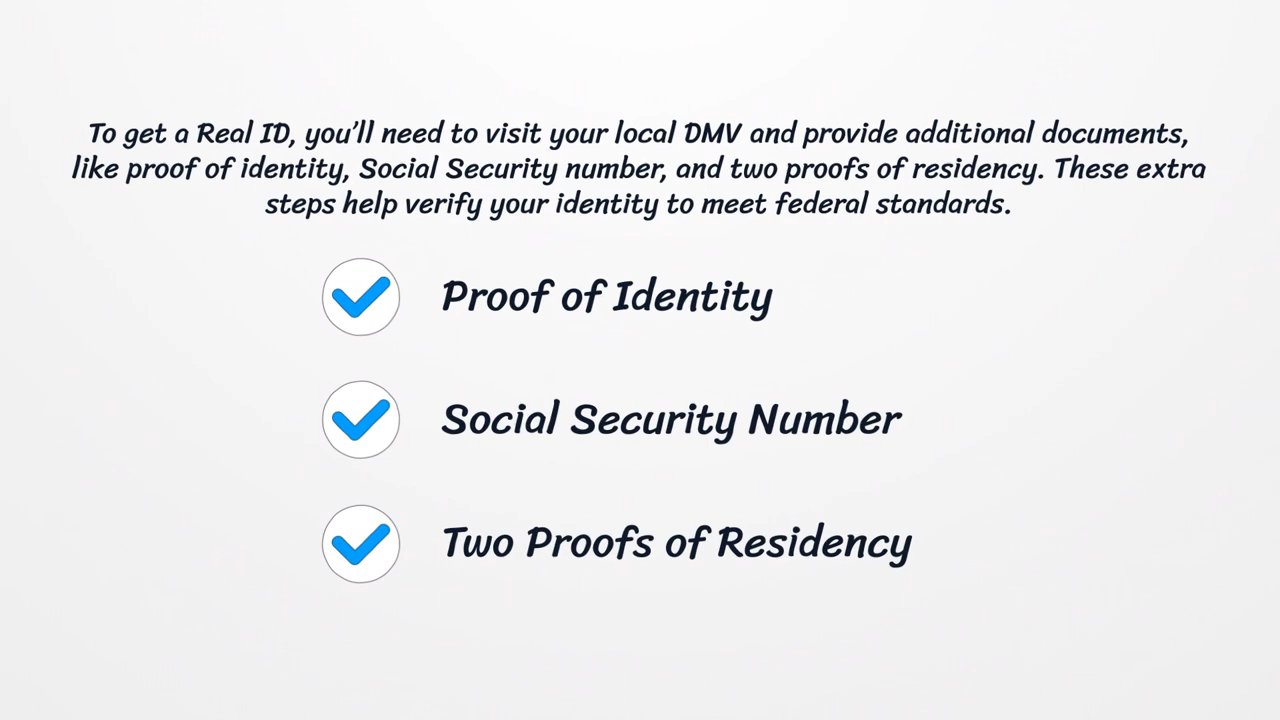 To get a Real ID, you'll need to visit your local DMV and provide additional documents,
like proof of identity, Social Security number, and two proofs of residency. These extra
steps help verify your identity to meet federal standards.
Proof of Identity
Social Security Number
Two Proofs of Residency